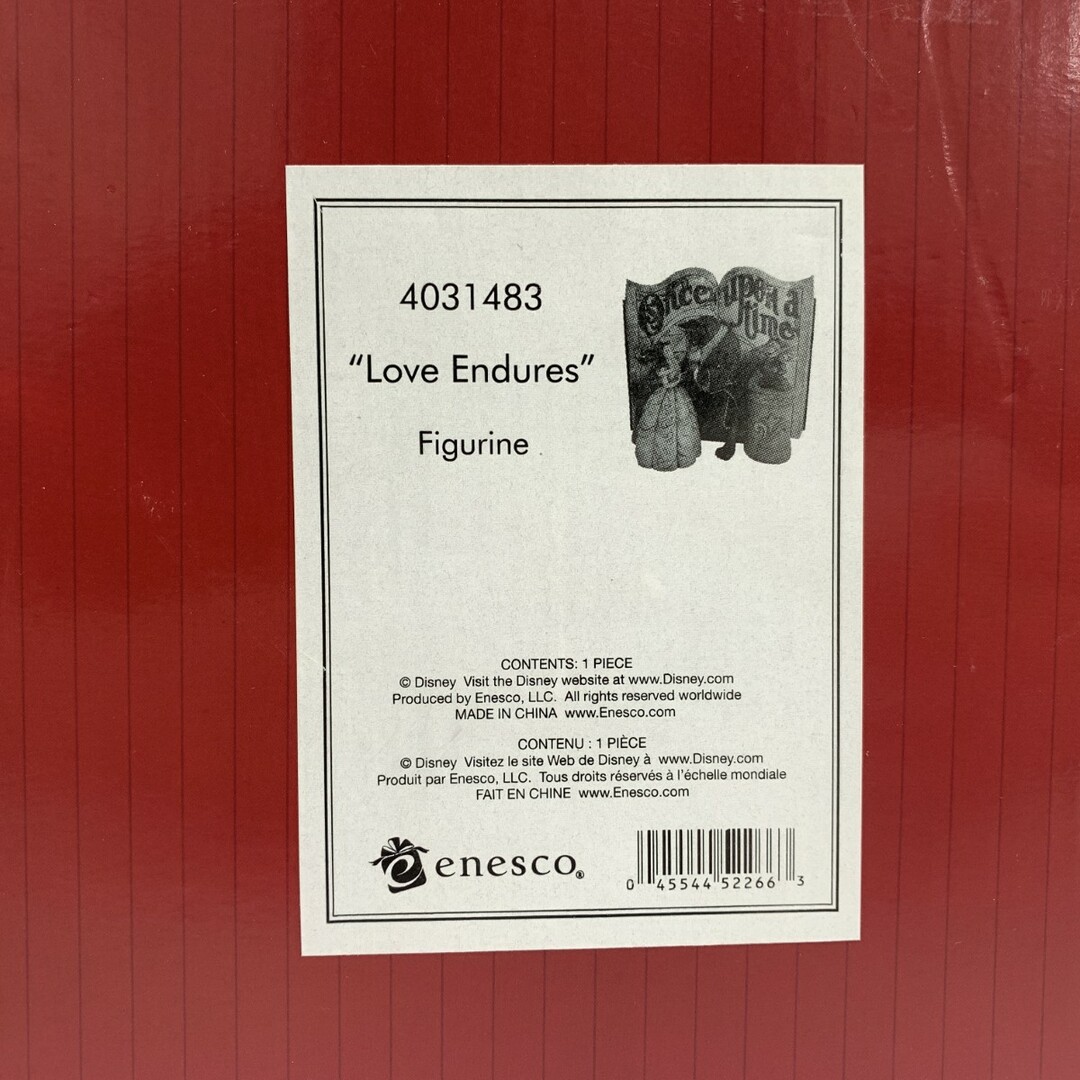 4031483
“Love Endures”
Figurine
Once upon a
time
CONTENTS: 1 PIECE
© Disney Visit the Disney website at www.Disney.com
Produced by Enesco, LLC. All rights reserved worldwide
MADE IN CHINA www.Enesco.com
CONTENU : 1 PIÈCE
© Disney Visitez le site Web de Disney à www.Disney.com
Produit par Enesco, LLC. Tous droits réservés à l'échelle mondiale
FAIT EN CHINE www.Enesco.com
enesco®
0 45544 52266 3